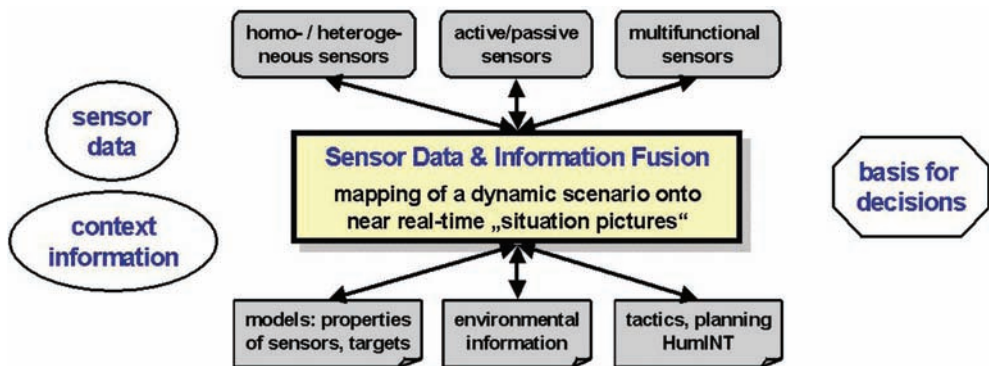 homo- / heteroge-
neous sensors
active/passive
sensors
multifunctional
sensors
sensor
data
context
information
Sensor Data & Information Fusion
mapping of a dynamic scenario onto
near real-time „situation pictures“
basis for
decisions
models: properties
of sensors, targets
environmental
information
tactics, planning
HumINT